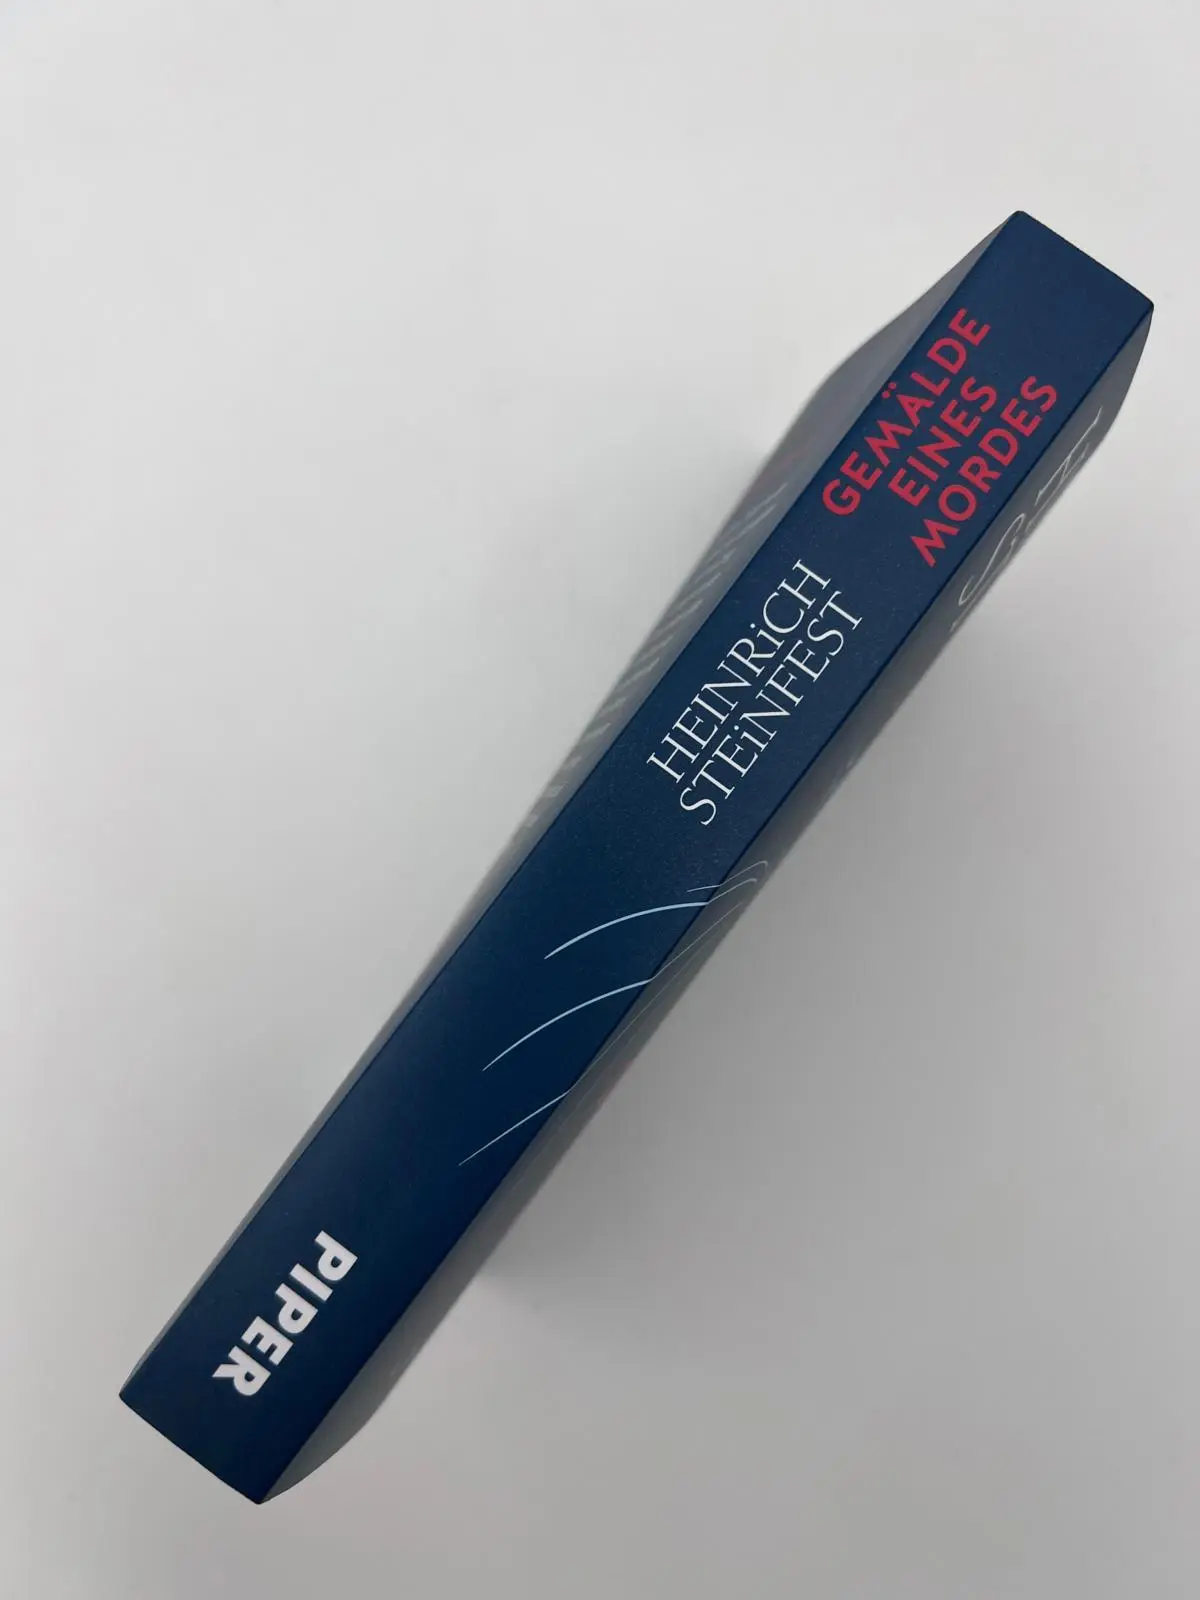 GEMÄLDE
EINES
MORDES
HEINRiCH
STEiNFEST
PIPER